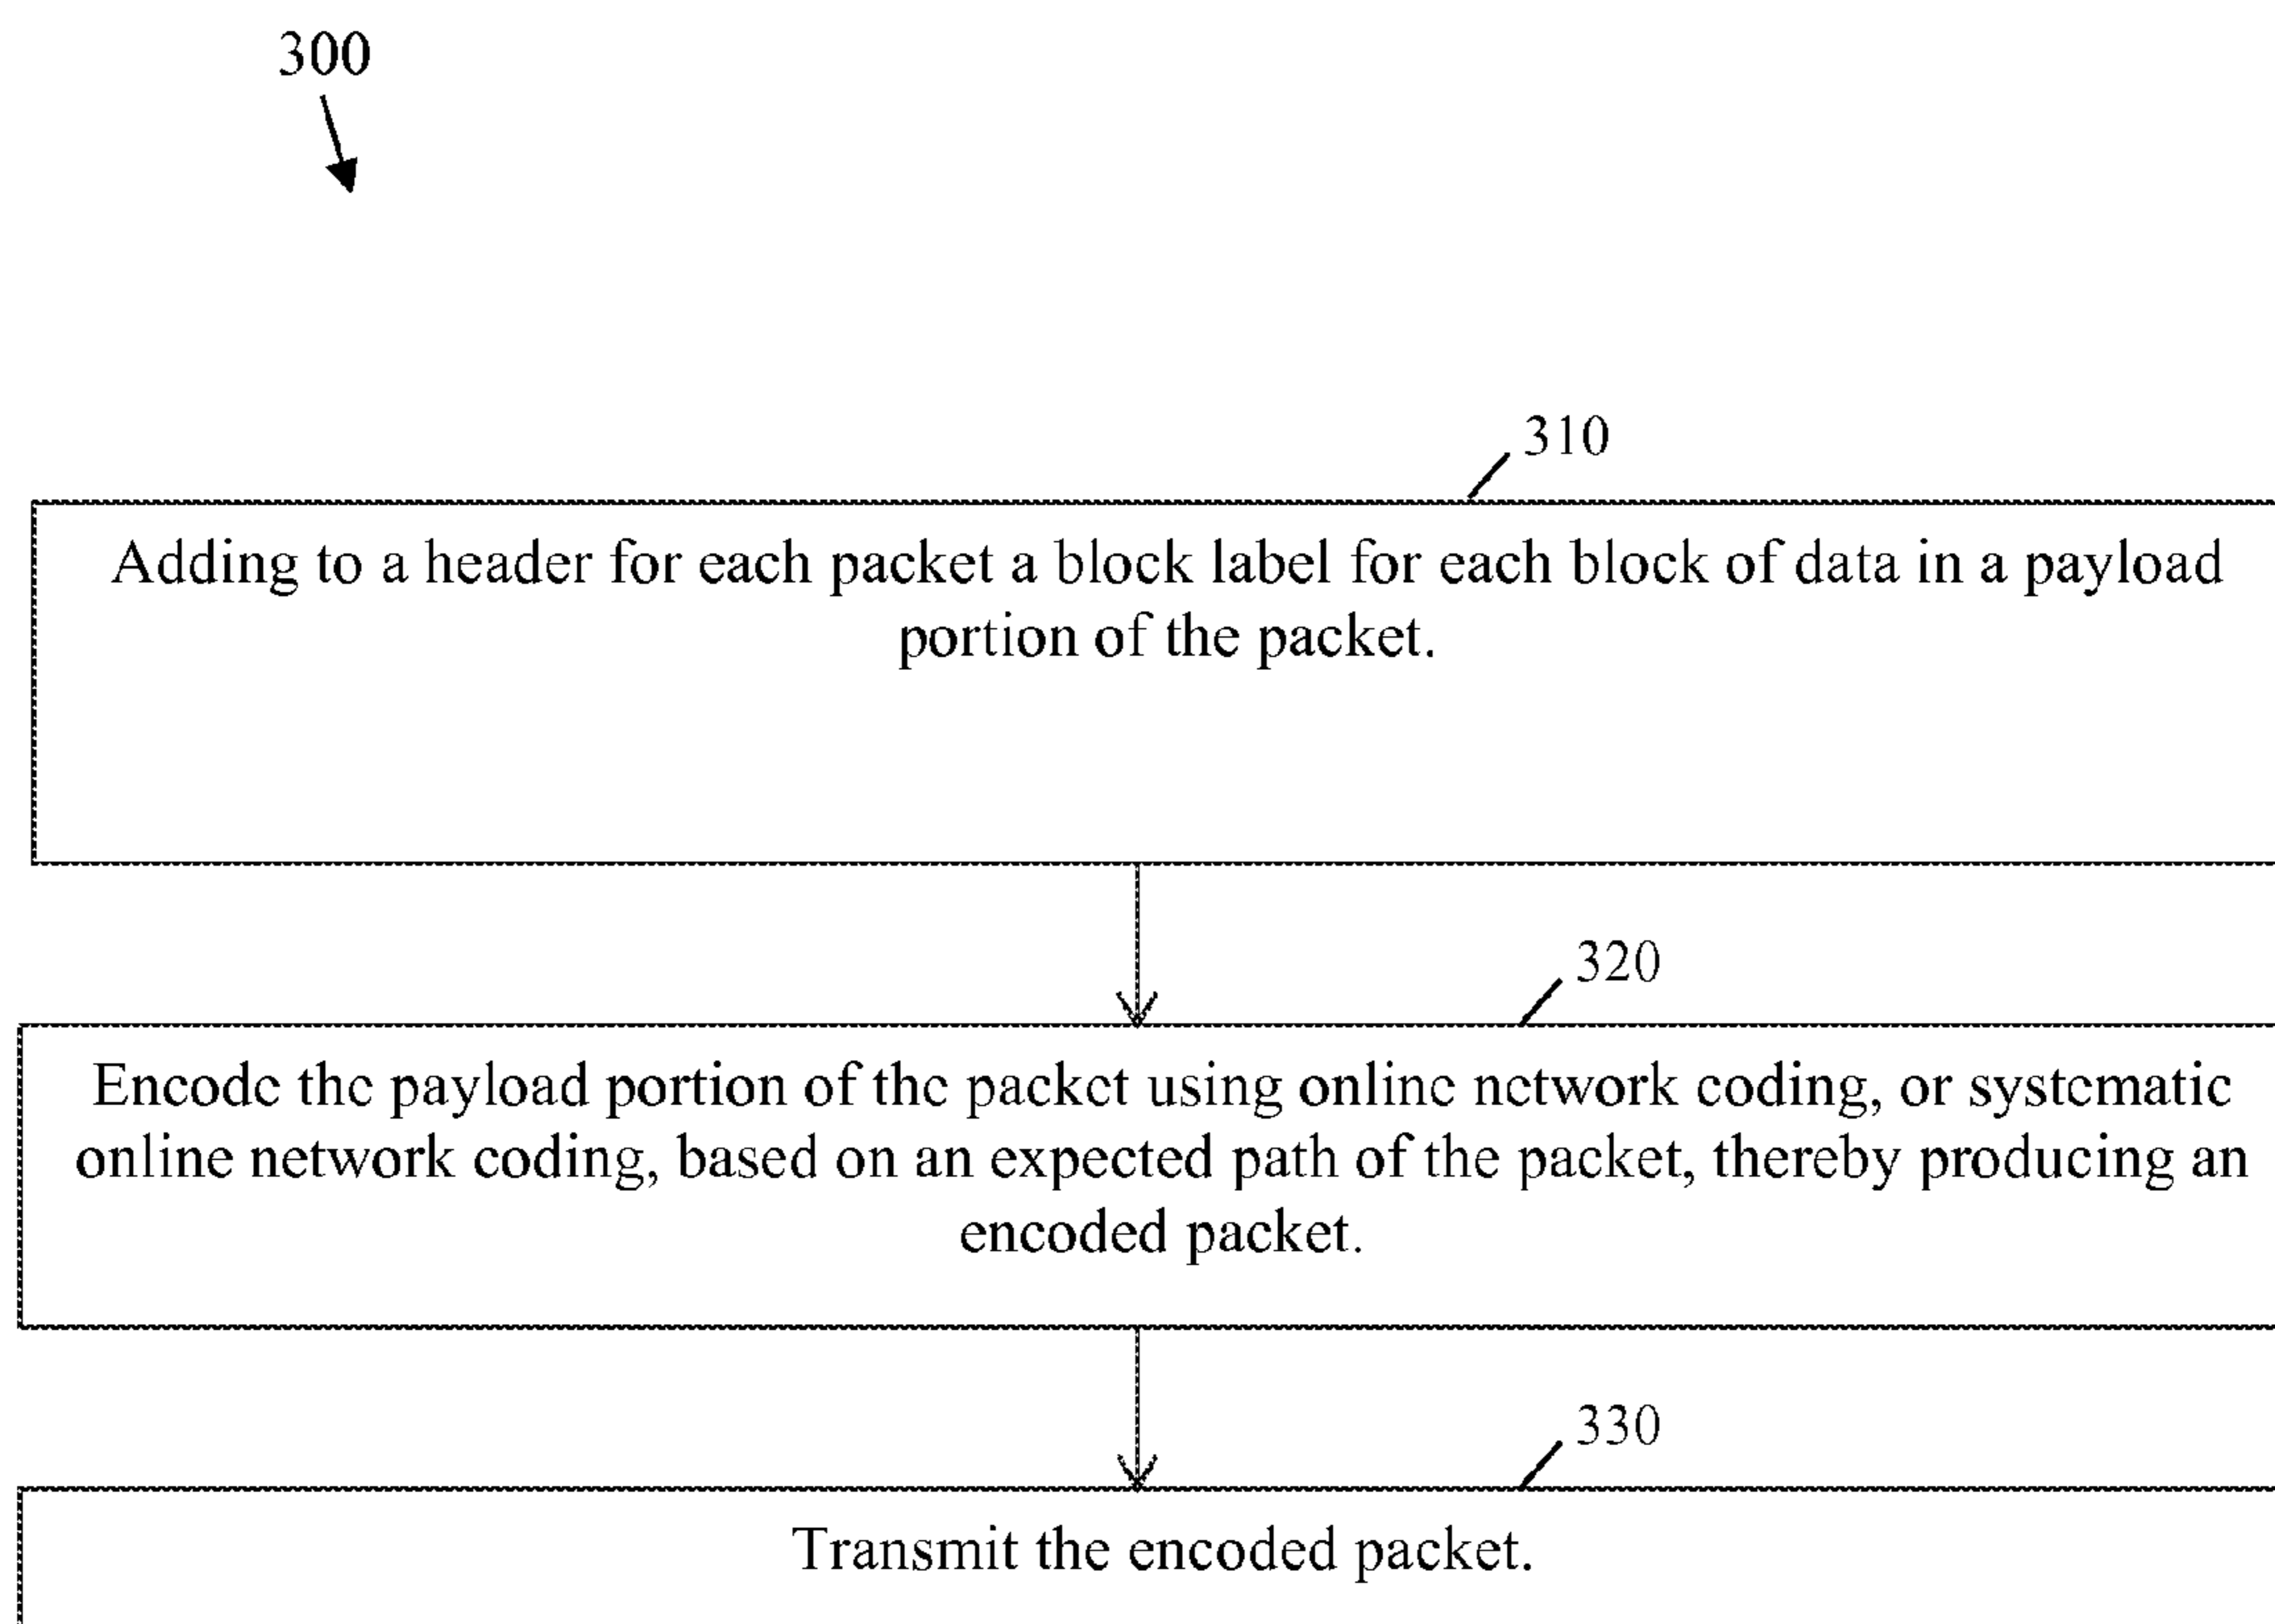 300
310
Adding to a header for each packet a block label for each block of data in a payload
portion of the packet.
320
Encode the payload portion of the packet using online network coding, or systematic
online network coding, based on an expected path of the packet, thereby producing an
encoded packet.
330
Transmit the encoded packet.